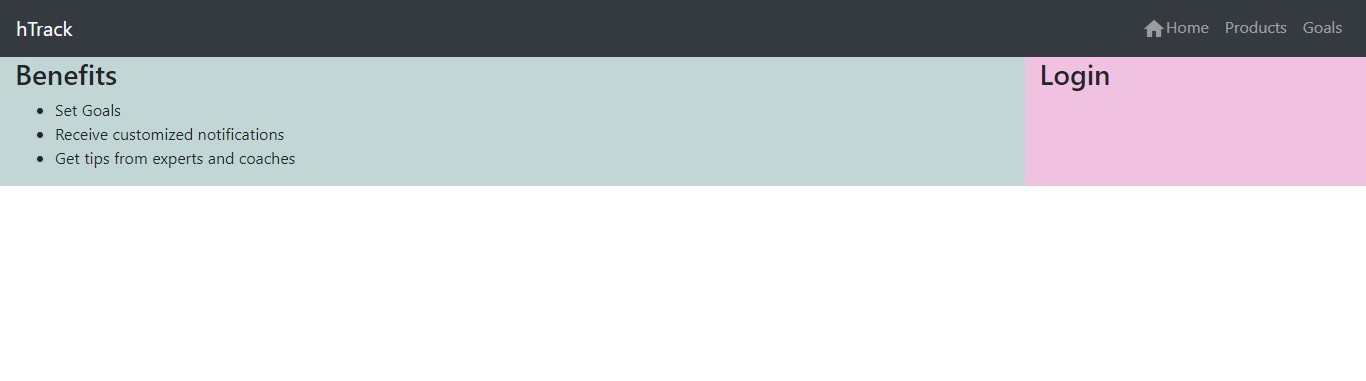 hTrack Home Products Goals
Benefits
Set Goals
Receive customized notifications
Get tips from experts and coaches
Login